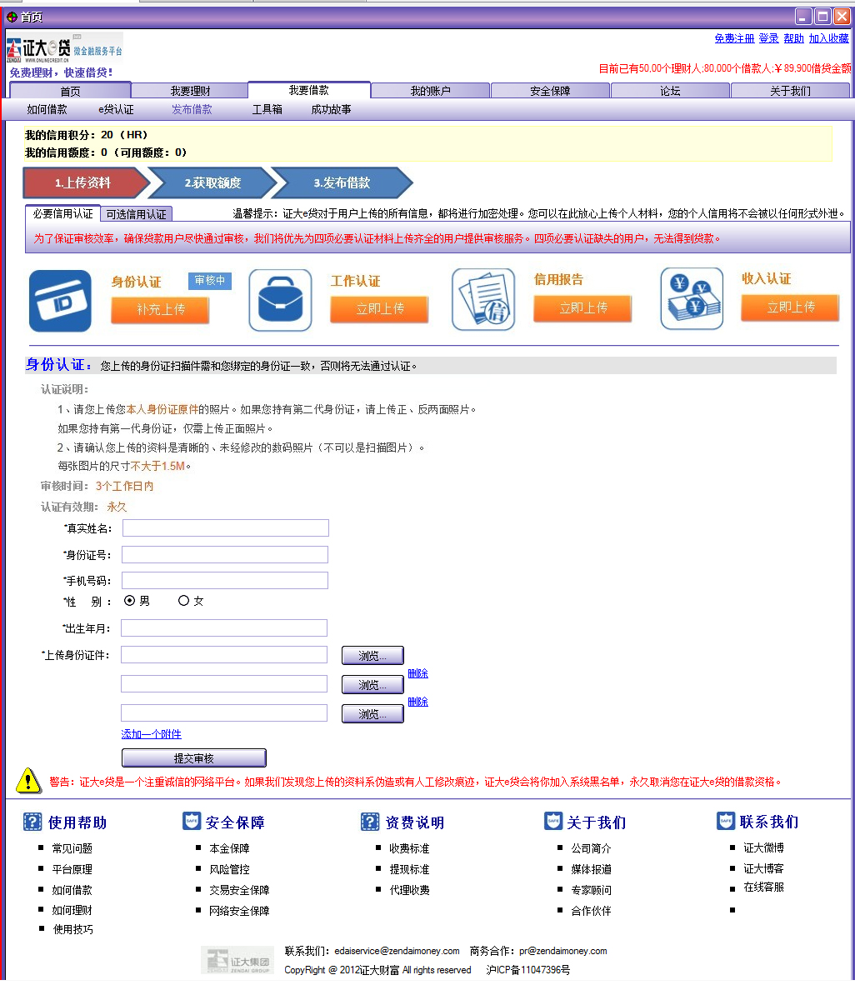 首页
证大e贷 微金融服务平台
ZENDAI WWW.ONLINECREDIT.CN
免费注册 登录 帮助 加入收藏
免费理财，快速借贷！
目前已有50,00个理财人:80,000个借款人:￥89,900借贷金额
首页 我要理财 我要借款 我的账户 安全保障 论坛 关于我们
如何借款 e贷认证 发布借款 工具箱 成功故事
我的信用积分：20 （HR）
我的信用额度：0 （可用额度：0）
1.上传资料 2.获取额度 3.发布借款
必要信用认证 可选信用认证 温馨提示：证大e贷对于用户上传的所有信息，都将进行加密处理。您可以在此放心上传个人材料，您的个人信用将不会被以任何形式外泄。
为了保证审核效率，确保贷款用户尽快通过审核，我们将优先为四项必要认证材料上传齐全的用户提供审核服务。四项必要认证缺失的用户，无法得到贷款。
ID 身份认证 审核中 工作认证 信 信用报告 ¥ ¥ 收入认证
补充上传 立即上传 立即上传 立即上传
身份认证：您上传的身份证扫描件需和您绑定的身份证一致，否则将无法通过认证。
认证说明：
1、请您上传您本人身份证原件的照片。如果您持有第二代身份证，请上传正、反两面照片。
如果您持有第一代身份证，仅需上传正面照片。
2、请确认您上传的资料是清晰的、未经修改的数码照片（不可以是扫描图片）。
每张图片的尺寸不大于1.5M。
审核时间：3个工作日内
认证有效期：永久
*真实姓名：
*身份证号：
*手机号码：
*性 别： 男 女
*出生年月：
*上传身份证件： 浏览...
删除
浏览...
删除
浏览...
添加一个附件
提交审核
警告：证大e贷是一个注重诚信的网络平台。如果我们发现您上传的资料系伪造或有人工修改痕迹，证大e贷会将你加入系统黑名单，永久取消您在证大e贷的借款资格。
? 使用帮助 SAFE 安全保障 ? 资费说明 SAFE 关于我们 SAFE 联系我们
常见问题 本金保障 收费标准 公司简介 证大微博
平台原理 风险管控 提现标准 媒体报道 证大博客
如何借款 交易安全保障 代理收费 专家顾问 在线客服
如何理财 网络安全保障 合作伙伴
使用技巧
证大集团
ZENDAI GROUP
联系我们：edaiservice@zendaimoney.com 商务合作：pr@zendaimoney.com
CopyRight @ 2012证大财富 All rights reserved 沪ICP备11047396号